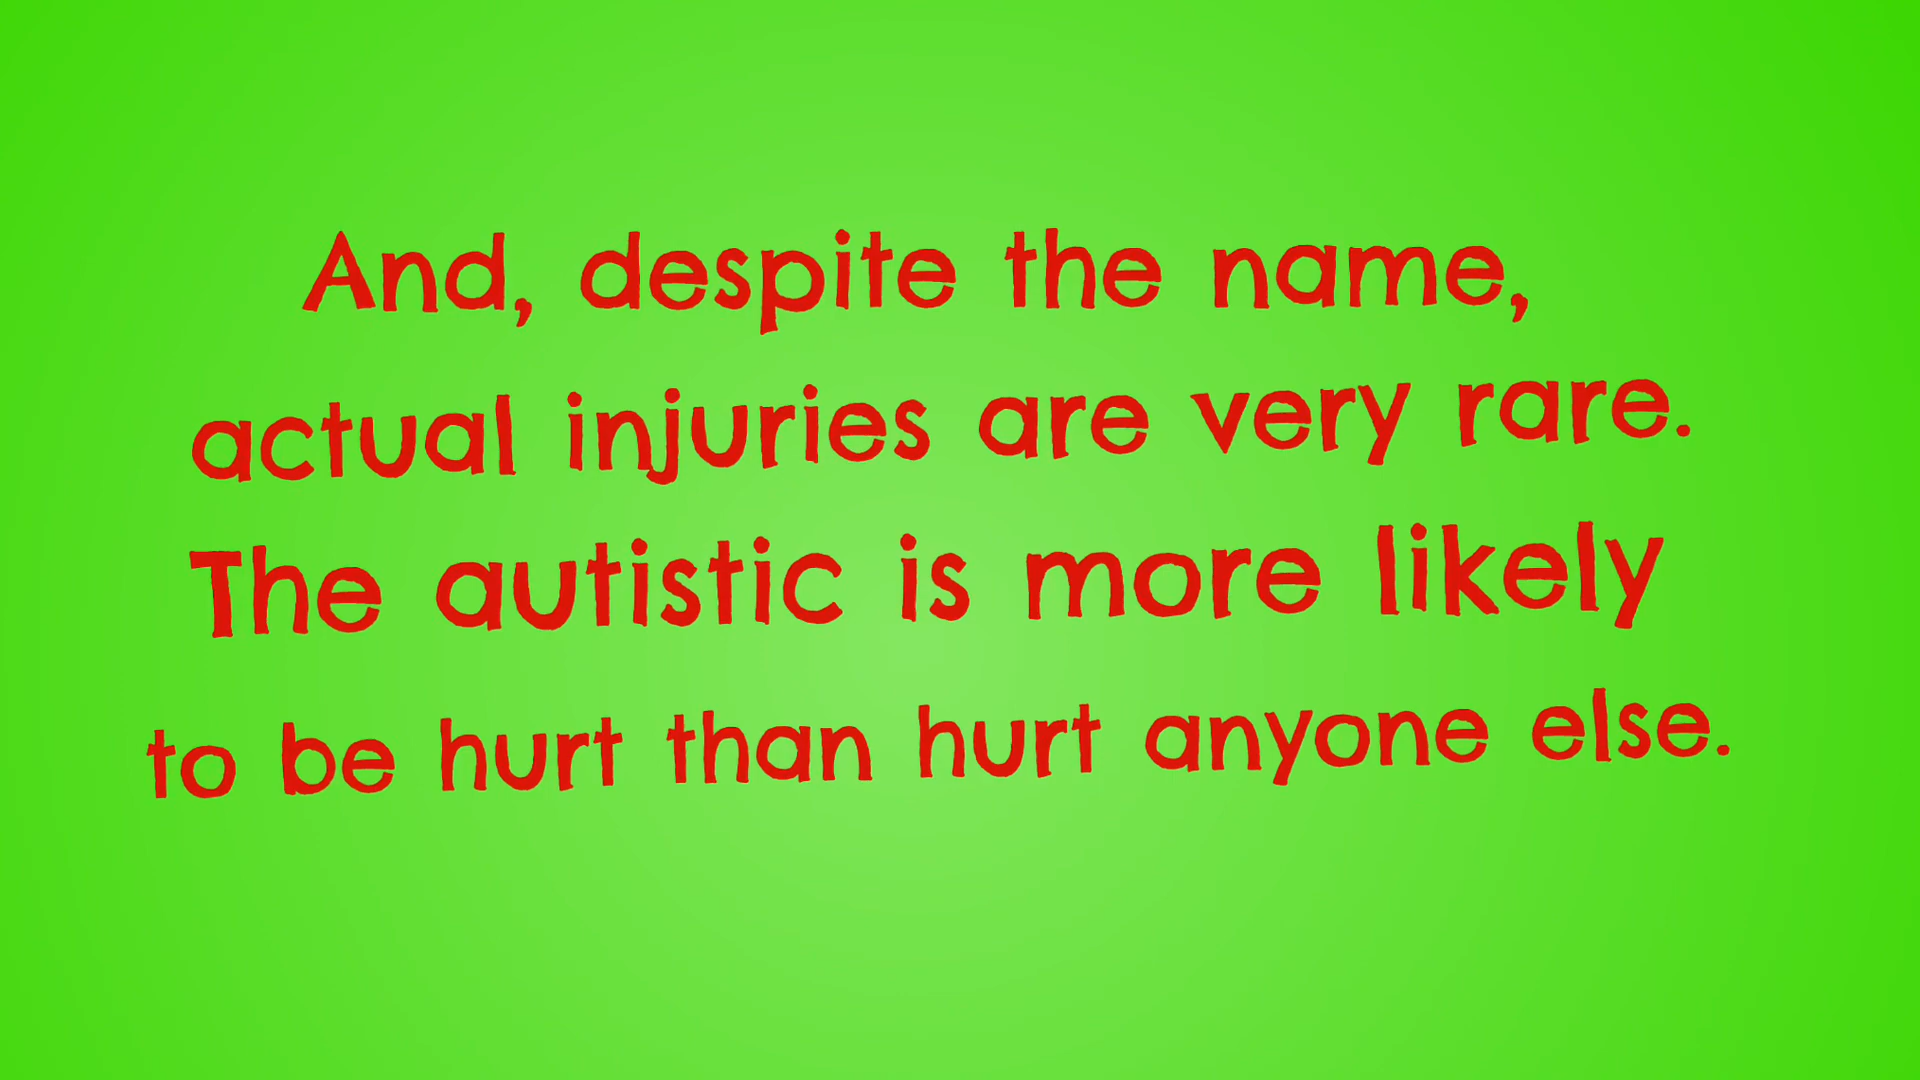 And, despite the name,
actual injuries are very rare.
The autistic is more likely
to be hurt than hurt anyone else.